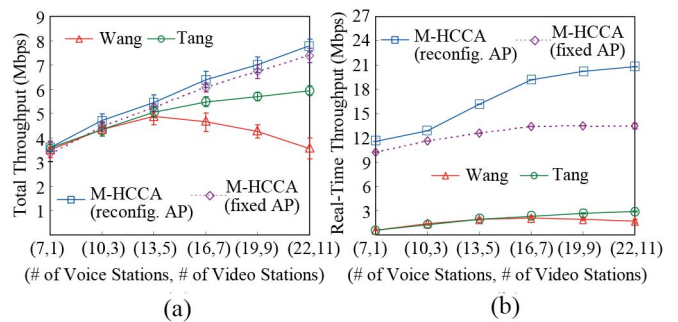 Total Throughput (Mbps)
9
8
7
6
5
4
3
2
1
Wang
Tang
M-HCCA
(reconfig. AP)
M-HCCA
(fixed AP)
(7,1) (10,3) (13,5) (16,7) (19,9) (22,11)
(# of Voice Stations, # of Video Stations)
(a)
Real-Time Throughput (Mbps)
27
24
21
18
15
12
9
6
3
M-HCCA
(reconfig. AP)
M-HCCA
(fixed AP)
Wang
Tang
(7,1) (10,3) (13,5) (16,7) (19,9) (22,11)
(# of Voice Stations, # of Video Stations)
(b)